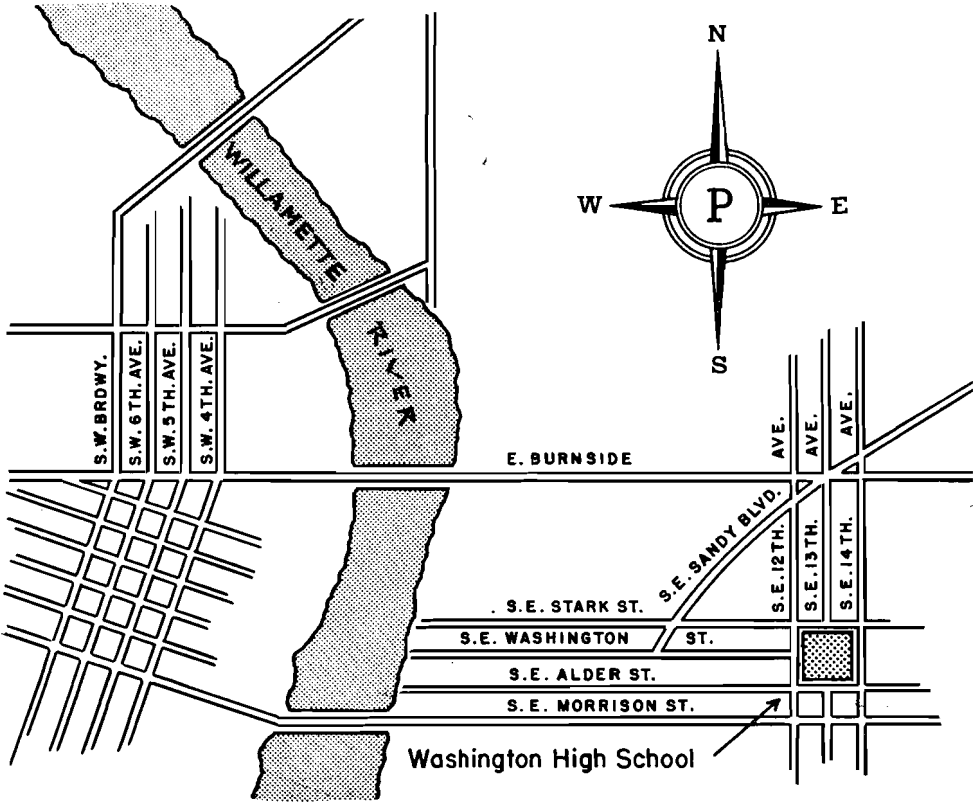 N
W
P
E
S
WILLAMETTE
RIVER
S.W. BRDWY.
S.W. 6TH. AVE.
S.W. 5TH. AVE.
S.W. 4TH. AVE.
E. BURNSIDE
S.E. 12TH. AVE.
S.E. 13TH. AVE.
S.E. 14TH. AVE.
S.E. SANDY BLVD.
S.E. STARK ST.
S.E. WASHINGTON ST.
S.E. ALDER ST.
S.E. MORRISON ST.
Washington High School